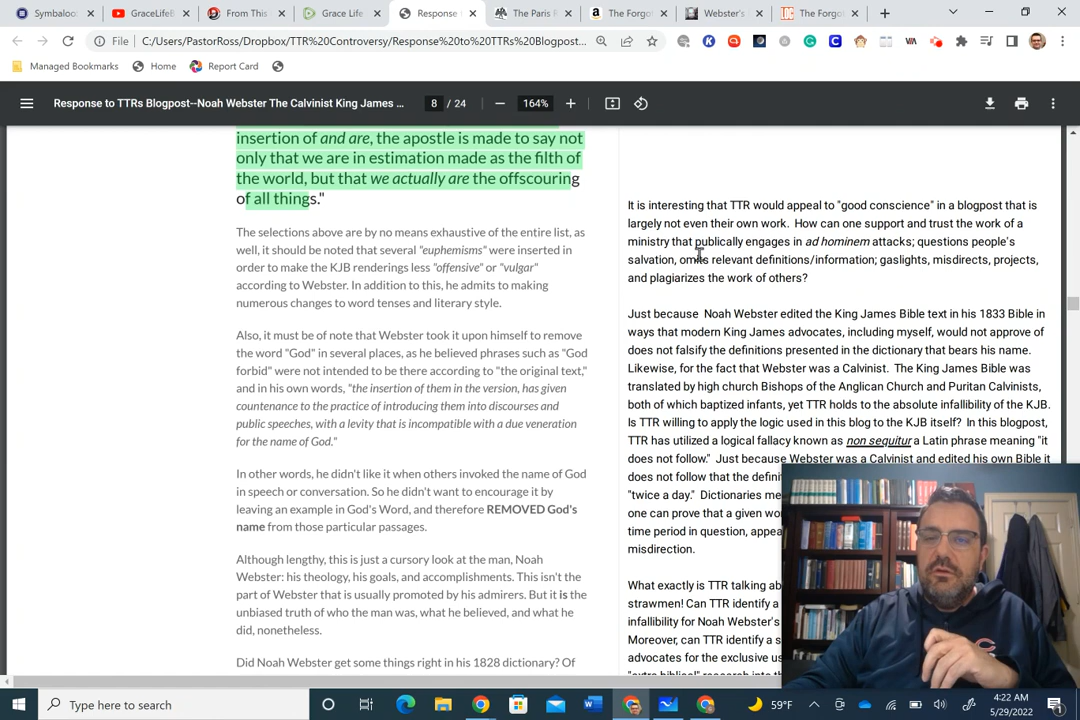 Symbaloo
GraceLifeB
From This
Grace Life
Response
The Paris R
The Forgo
Webster's
The Forgo
File
C:/Users/PastorRoss/Dropbox/TTR%20Controversy/Response%20to%20TTRs%20Blogpost...
Managed Bookmarks
Home
Report Card
Response to TTRs Blogpost--Noah Webster The Calvinist King James ...
8 / 24
164%
insertion of and are, the apostle is made to say not
only that we are in estimation made as the filth of
the world, but that we actually are the offscouring
of all things."
The selections above are by no means exhaustive of the entire list, as
well, it should be noted that several "euphemisms" were inserted in
order to make the KJB renderings less "offensive" or "vulgar"
according to Webster. In addition to this, he admits to making
numerous changes to word tenses and literary style.
Also, it must be of note that Webster took it upon himself to remove
the word "God" in several places, as he believed phrases such as "God
forbid" were not intended to be there according to "the original text,"
and in his own words, "the insertion of them in the version, has given
countenance to the practice of introducing them into discourses and
public speeches, with a levity that is incompatible with a due veneration
for the name of God."
In other words, he didn't like it when others invoked the name of God
in speech or conversation. So he didn't want to encourage it by
leaving an example in God's Word, and therefore REMOVED God's
name from those particular passages.
Although lengthy, this is just a cursory look at the man, Noah
Webster: his theology, his goals, and accomplishments. This isn't the
part of Webster that is usually promoted by his admirers. But it is the
unbiased truth of who the man was, what he believed, and what he
did, nonetheless.
Did Noah Webster get some things right in his 1828 dictionary? Of
It is interesting that TTR would appeal to "good conscience" in a blogpost that is
largely not even their own work. How can one support and trust the work of a
ministry that publically engages in ad hominem attacks; questions people's
salvation, omits relevant definitions/information; gaslights, misdirects, projects,
and plagiarizes the work of others?
Just because Noah Webster edited the King James Bible text in his 1833 Bible in
ways that modern King James advocates, including myself, would not approve of
does not falsify the definitions presented in the dictionary that bears his name.
Likewise, for the fact that Webster was a Calvinist. The King James Bible was
translated by high church Bishops of the Anglican Church and Puritan Calvinists,
both of which baptized infants, yet TTR holds to the absolute infallibility of the KJB.
Is TTR willing to apply the logic used in this blog to the KJB itself? In this blogpost,
TTR has utilized a logical fallacy known as non sequitur a Latin phrase meaning "it
does not follow." Just because Webster was a Calvinist and edited his own Bible it
does not follow that the defini
"twice a day." Dictionaries me
one can prove that a given wo
time period in question, appea
misdirection.
What exactly is TTR talking ab
strawmen! Can TTR identify a
infallibility for Noah Webster's
Moreover, can TTR identify a s
advocates for the exclusive us
"extra biblical" research into th
Type here to search
59°F
4:22 AM
5/29/2022